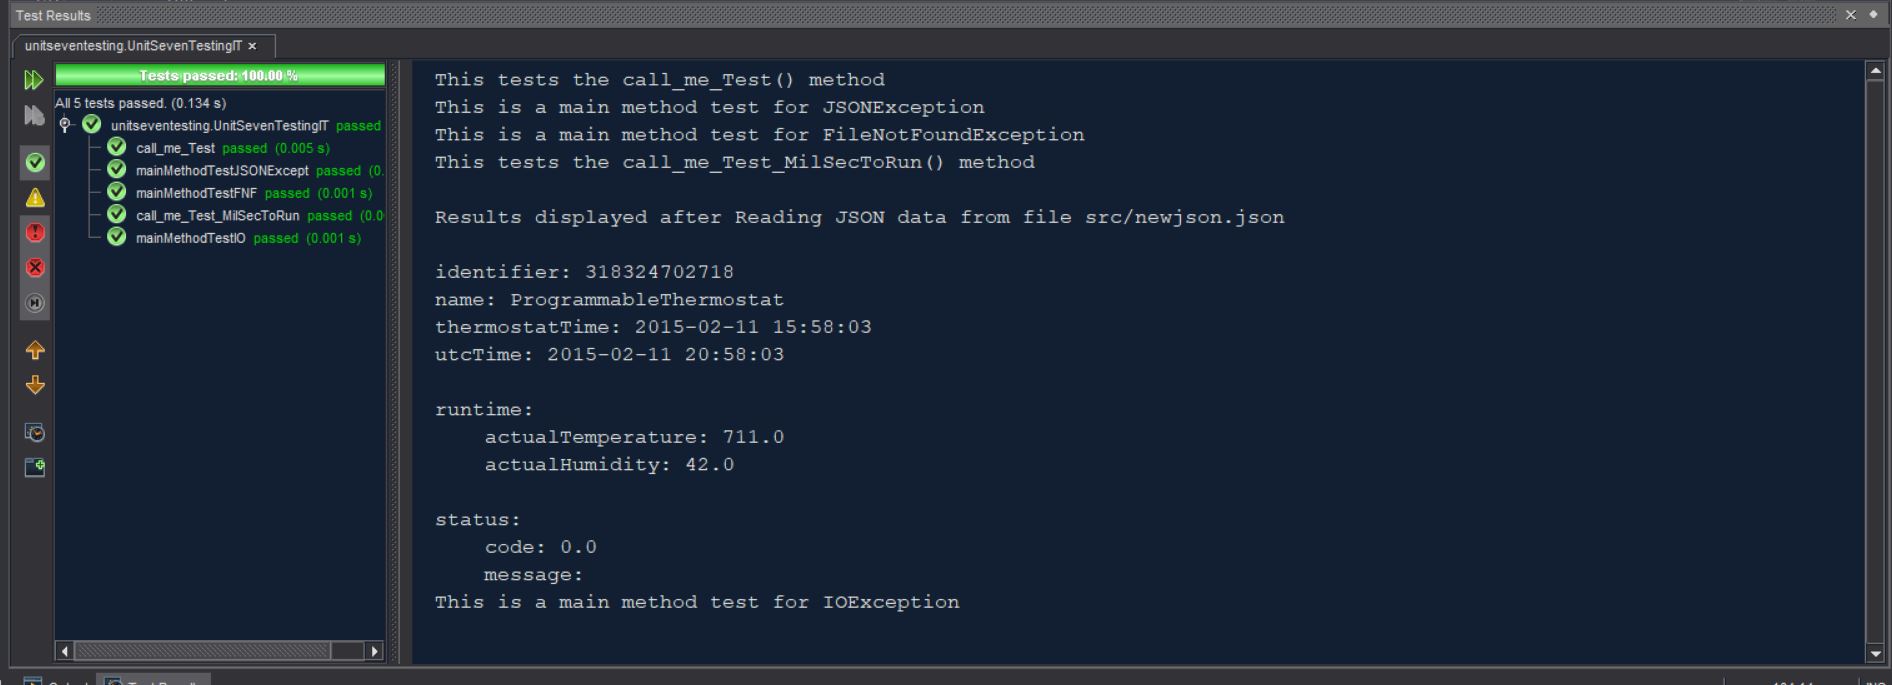 Test Results
unitseventesting.UnitSevenTestingIT
Tests passed: 100.00 %
All 5 tests passed. (0.134 s)
unitseventesting.UnitSevenTestingIT passed
call_me_Test passed (0.005 s)
mainMethodTestJSONExcept passed (0.
mainMethodTestFNF passed (0.001 s)
call_me_Test_MilSecToRun passed (0.0
mainMethodTestIO passed (0.001 s)
This tests the call_me_Test() method
This is a main method test for JSONException
This is a main method test for FileNotFoundException
This tests the call_me_Test_MilSecToRun() method
Results displayed after Reading JSON data from file src/newjson.json
identifier: 318324702718
name: ProgrammableThermostat
thermostatTime: 2015-02-11 15:58:03
utcTime: 2015-02-11 20:58:03
runtime:
actualTemperature: 711.0
actualHumidity: 42.0
status:
code: 0.0
message:
This is a main method test for IOException